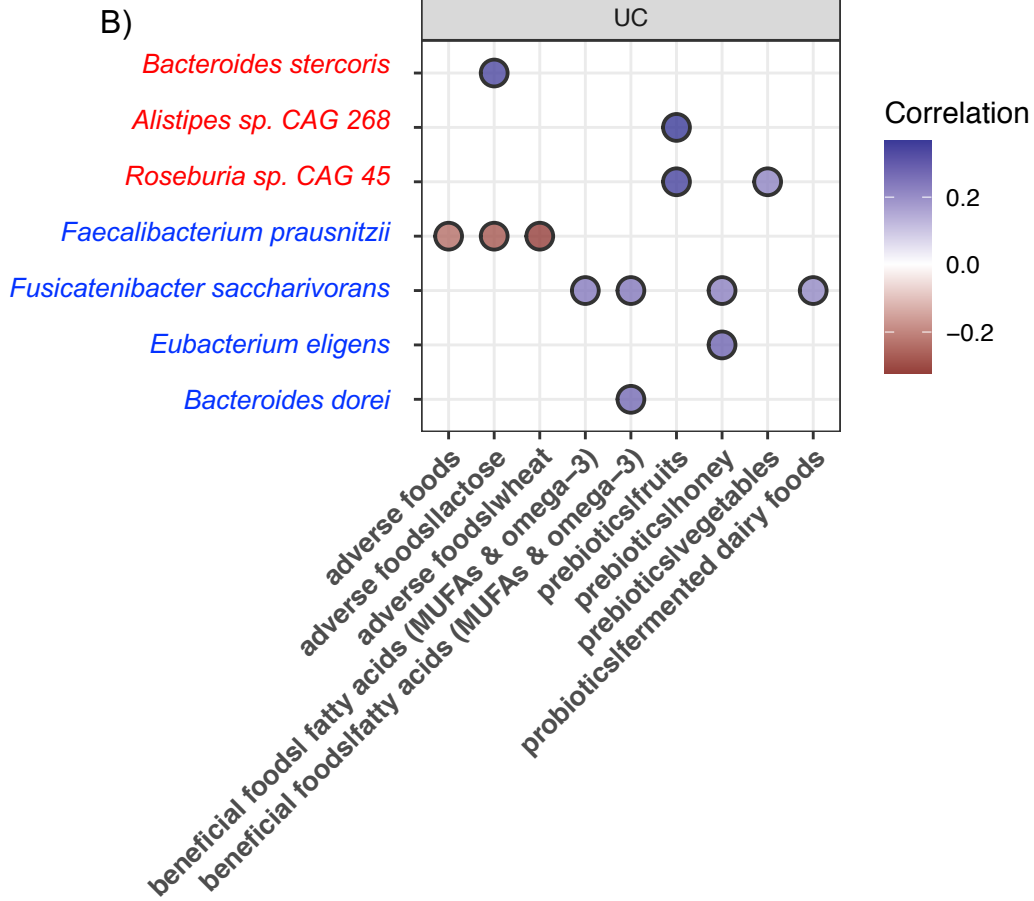 B)
UC
Bacteroides stercoris
Alistipes sp. CAG 268
Roseburia sp. CAG 45
Faecalibacterium prausnitzii
Fusicatenibacter saccharivorans
Eubacterium eligens
Bacteroides dorei
adverse foods
adverse foods|lactose
adverse foods|wheat
beneficial foods| fatty acids (MUFAs & omega−3)
beneficial foods|fatty acids (MUFAs & omega−3)
prebiotics|fruits
prebiotics|honey
prebiotics|vegetables
probiotics|fermented dairy foods
Correlation
0.2
0.0
−0.2